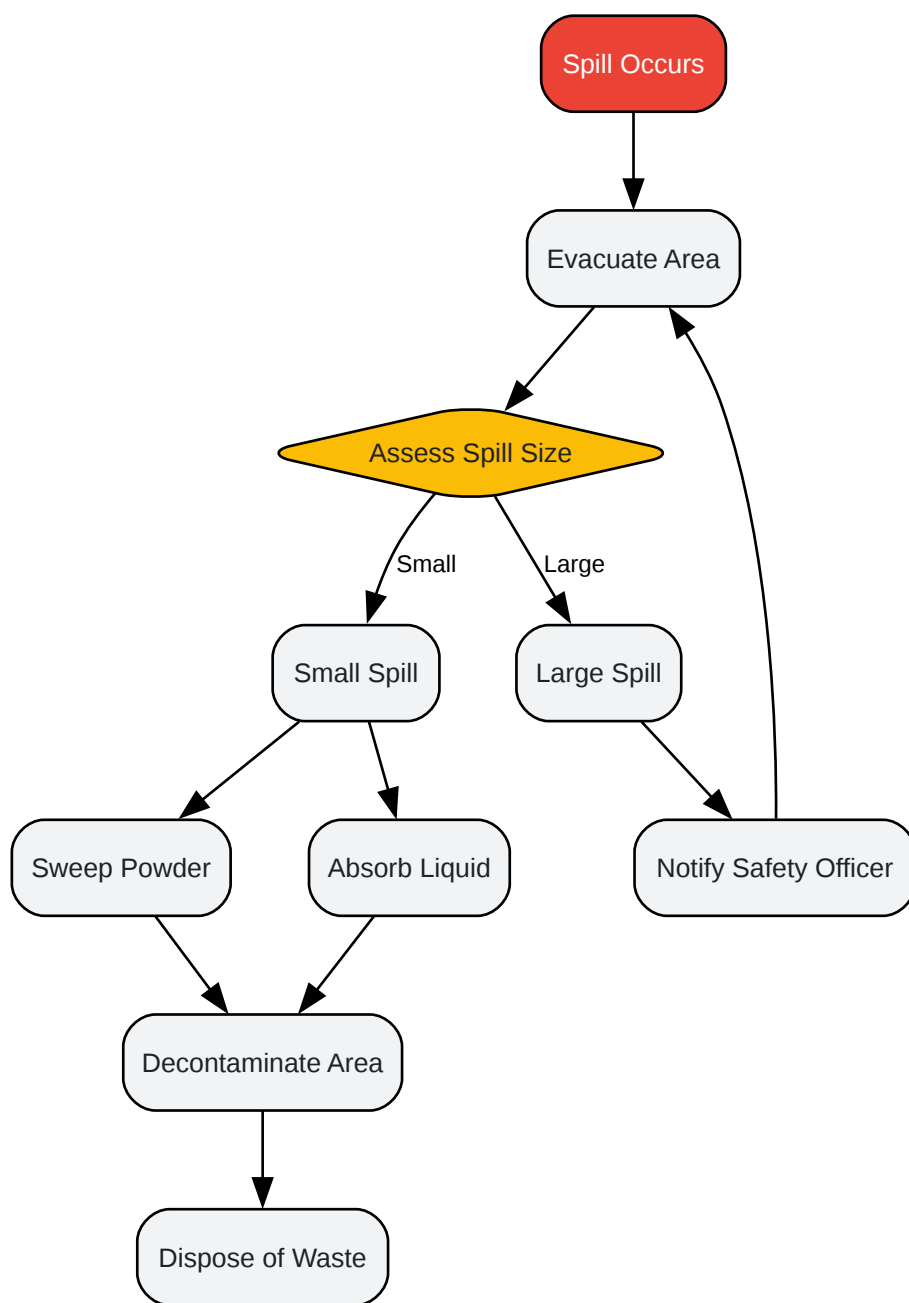 Spill Occurs
Evacuate Area
Assess Spill Size
Small
Large
Small Spill
Large Spill
Sweep Powder
Absorb Liquid
Notify Safety Officer
Decontaminate Area
Dispose of Waste